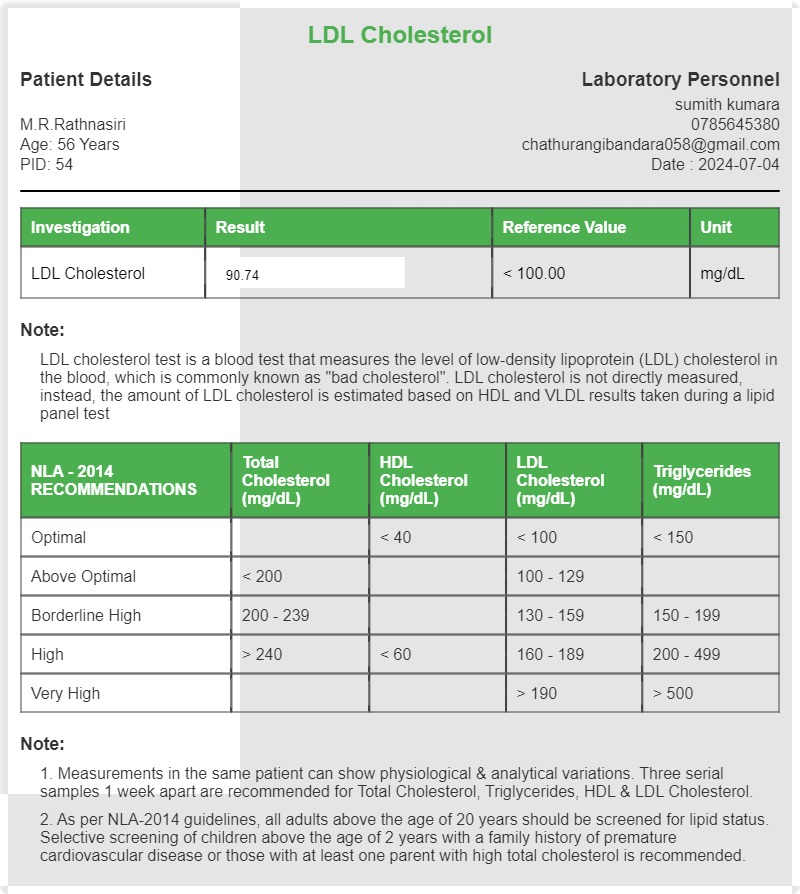 LDL Cholesterol
Patient Details
Laboratory Personnel
sumith kumara
M.R.Rathnasiri
0785645380
Age: 56 Years
chathurangibandara058@gmail.com
PID: 54
Date : 2024-07-04
Investigation Result Reference Value Unit
LDL Cholesterol 90.74 < 100.00 mg/dL
Note:
LDL cholesterol test is a blood test that measures the level of low-density lipoprotein (LDL) cholesterol in
the blood, which is commonly known as "bad cholesterol". LDL cholesterol is not directly measured,
instead, the amount of LDL cholesterol is estimated based on HDL and VLDL results taken during a lipid
panel test
NLA - 2014
RECOMMENDATIONS
Total
Cholesterol
(mg/dL)
HDL
Cholesterol
(mg/dL)
LDL
Cholesterol
(mg/dL)
Triglycerides
(mg/dL)
Optimal < 40 < 100 < 150
Above Optimal < 200 100 - 129
Borderline High 200 - 239 130 - 159 150 - 199
High > 240 < 60 160 - 189 200 - 499
Very High > 190 > 500
Note:
1. Measurements in the same patient can show physiological & analytical variations. Three serial
samples 1 week apart are recommended for Total Cholesterol, Triglycerides, HDL & LDL Cholesterol.
2. As per NLA-2014 guidelines, all adults above the age of 20 years should be screened for lipid status.
Selective screening of children above the age of 2 years with a family history of premature
cardiovascular disease or those with at least one parent with high total cholesterol is recommended.